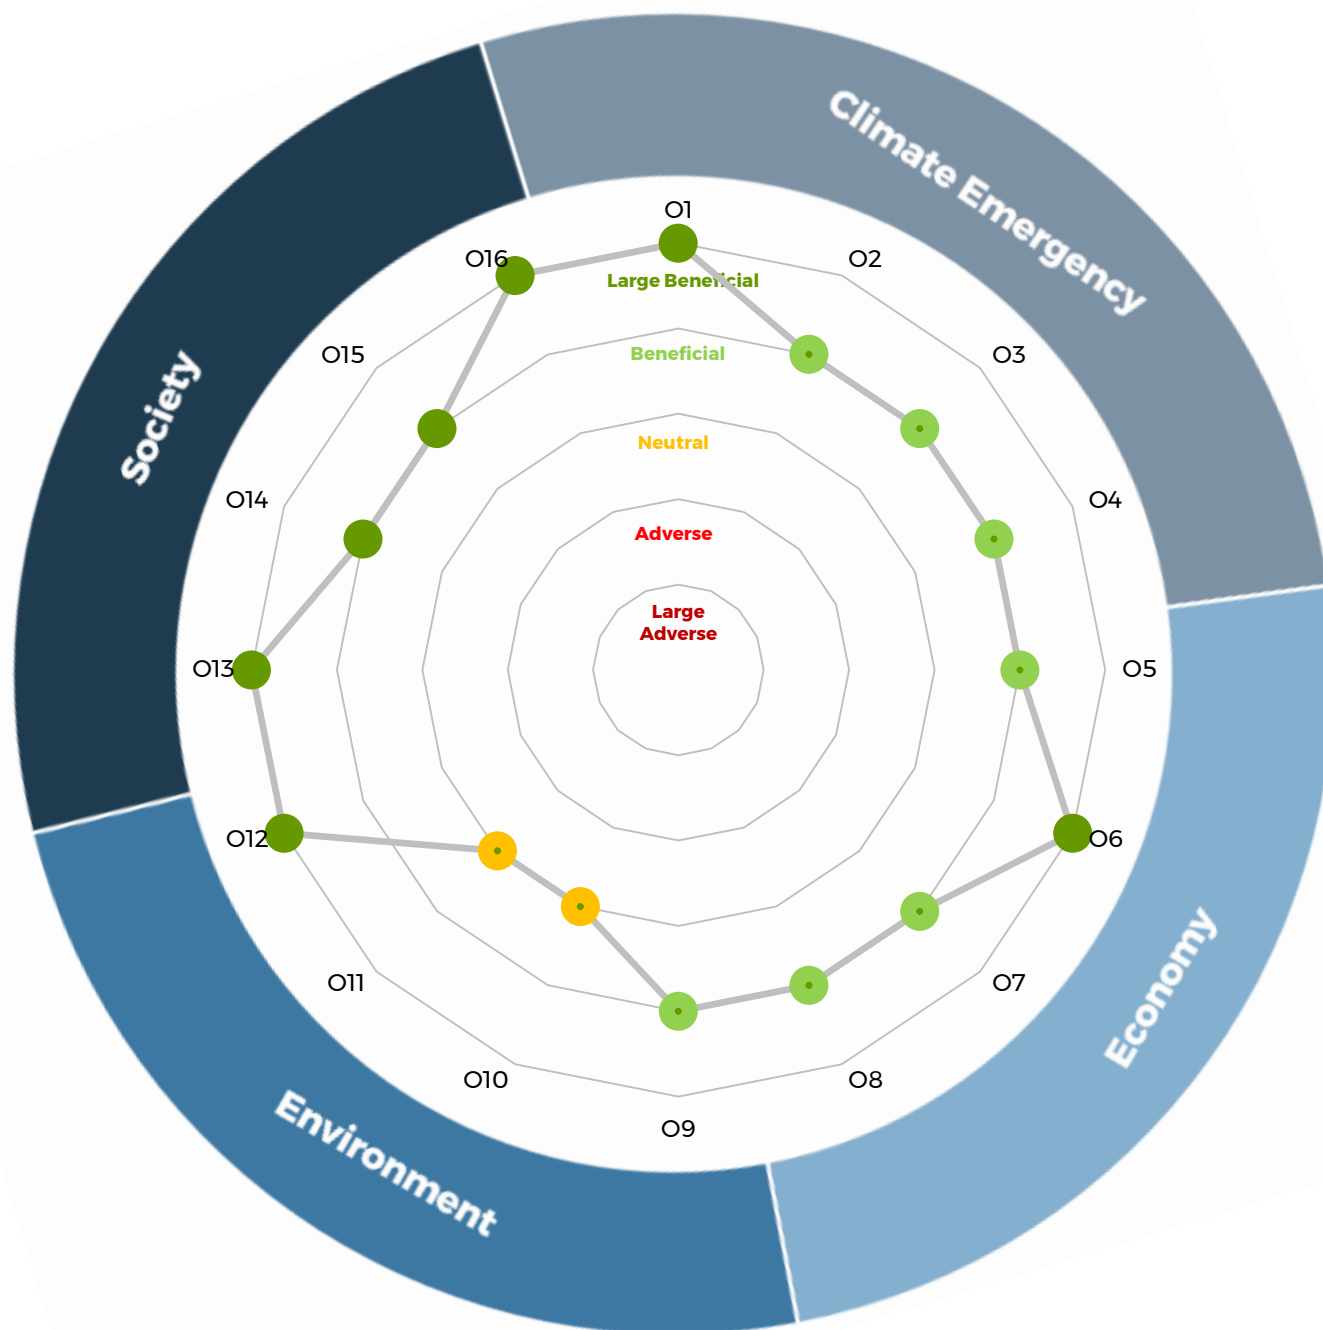 Climate Emergency
O1
O16
O2
Large Beneficial
O15
Beneficial
O3
Society
Neutral
O14
O4
Adverse
Large
Adverse
O13
O5
O12
O6
Economy
O11
O7
O10
O8
Environment
O9